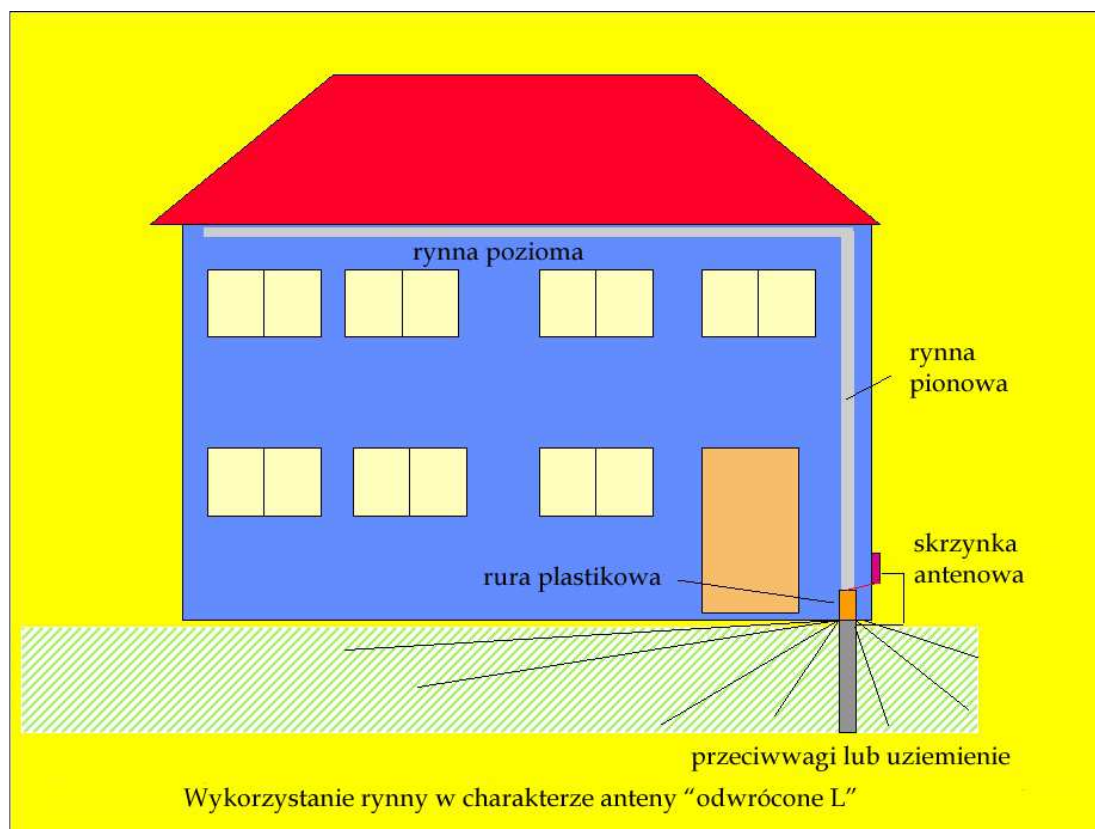 rynna pozioma
rynna
pionowa
skrzynka
antenowa
rura plastikowa
przeciwwagi lub uziemienie
Wykorzystanie rynny w charakterze anteny “odwrócone L”